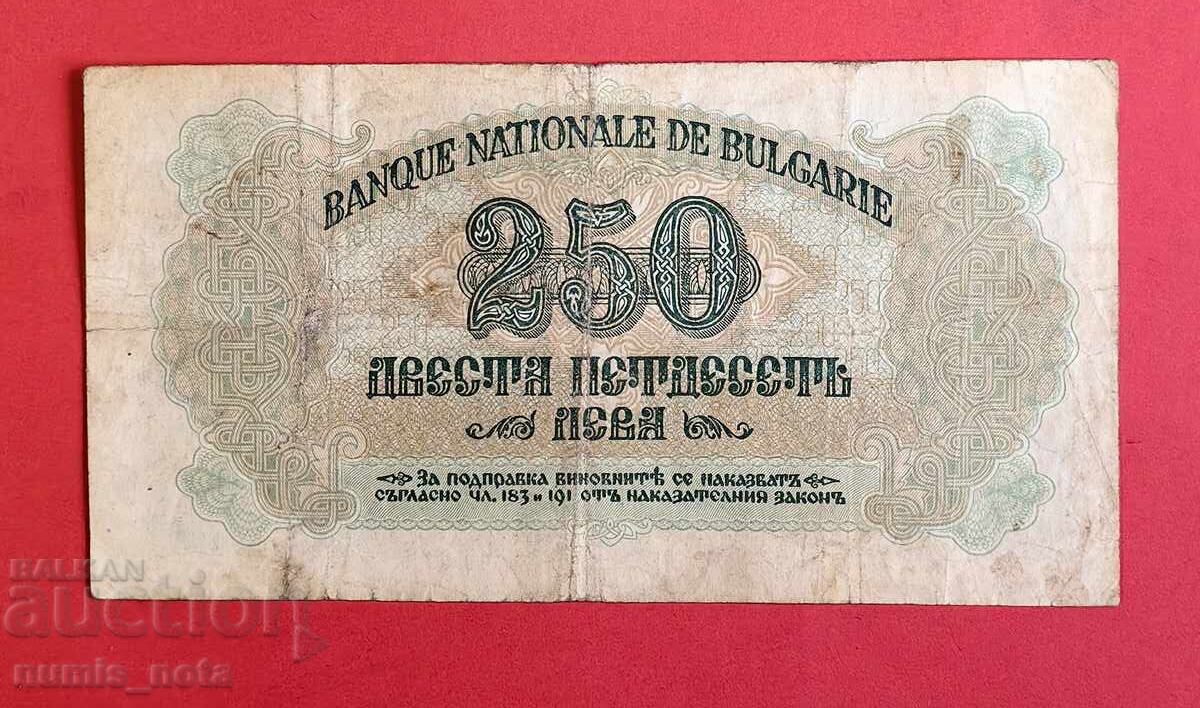 BANQUE NATIONALE DE BULGARIE
250
ДВЕСТА ПЕТДЕСЕТЬ
ЛЕВА
За подправка виновнитѣ се наказватъ
съгласно чл. 183 и 191 отъ наказателния законъ
BALKAN
auction
numis_nota